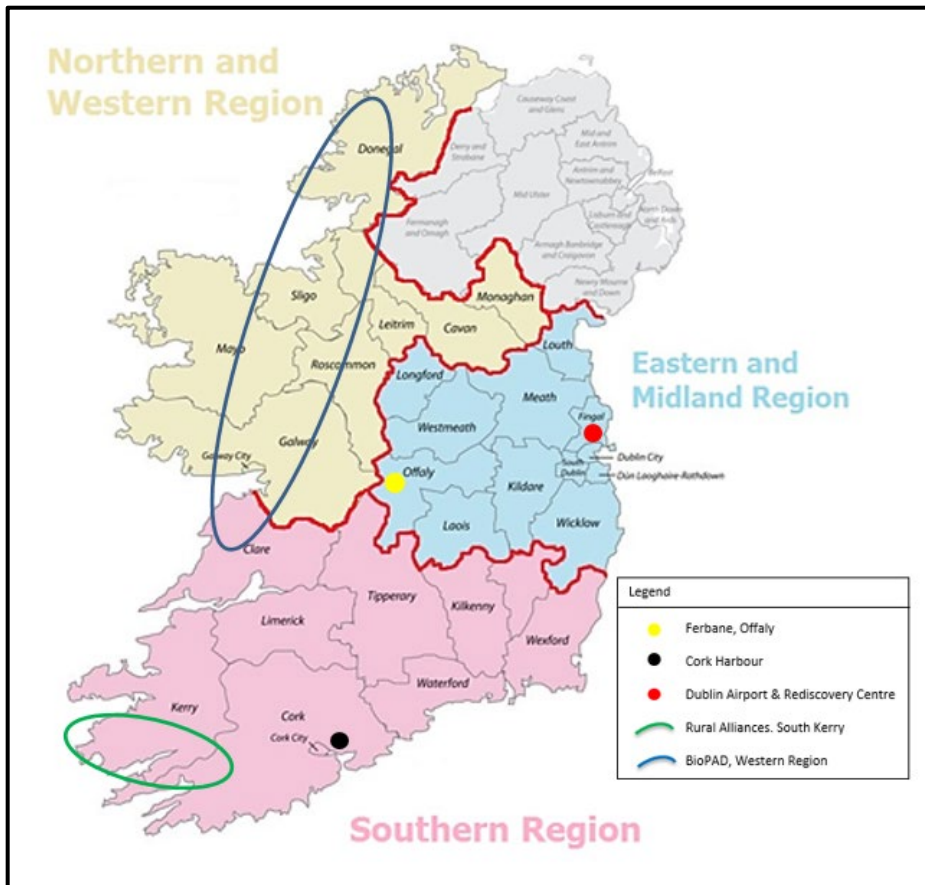 Northern and
Western Region
Causeway Coast
and Glens
Derry and
Strabane
Mid and
East Antrim
Donegal
Antrim and
Newtownabbey
Belfast
Mid Ulster
Fermanagh
and Omagh
Lisburn and
Castlereagh
North Down
and Ards
Armagh Banbridge
and Craigavon
Newry Mourne
and Down
Sligo
Monaghan
Leitrim
Cavan
Mayo
Roscommon
Louth
Longford
Eastern and
Midland Region
Meath
Westmeath
Fingal
Galway
Galway City
Dublin City
South
Dublin
Dún Laoghaire-Rathdown
Offaly
Kildare
Laois
Wicklow
Clare
Tipperary
Kilkenny
Limerick
Wexford
Waterford
Kerry
Cork
Cork City
Legend
Ferbane, Offaly
Cork Harbour
Dublin Airport & Rediscovery Centre
Rural Alliances. South Kerry
BioPAD, Western Region
Southern Region